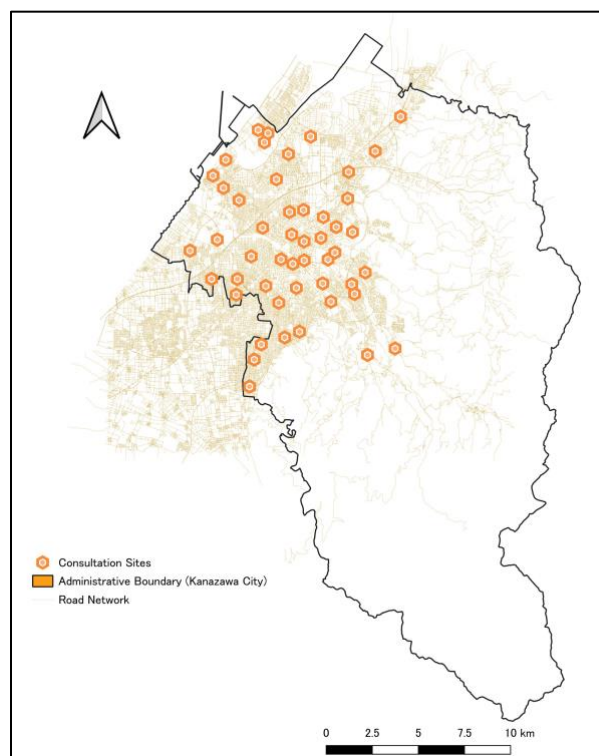 Consultation Sites
Administrative Boundary (Kanazawa City)
Road Network
0 2.5 5 7.5 10 km